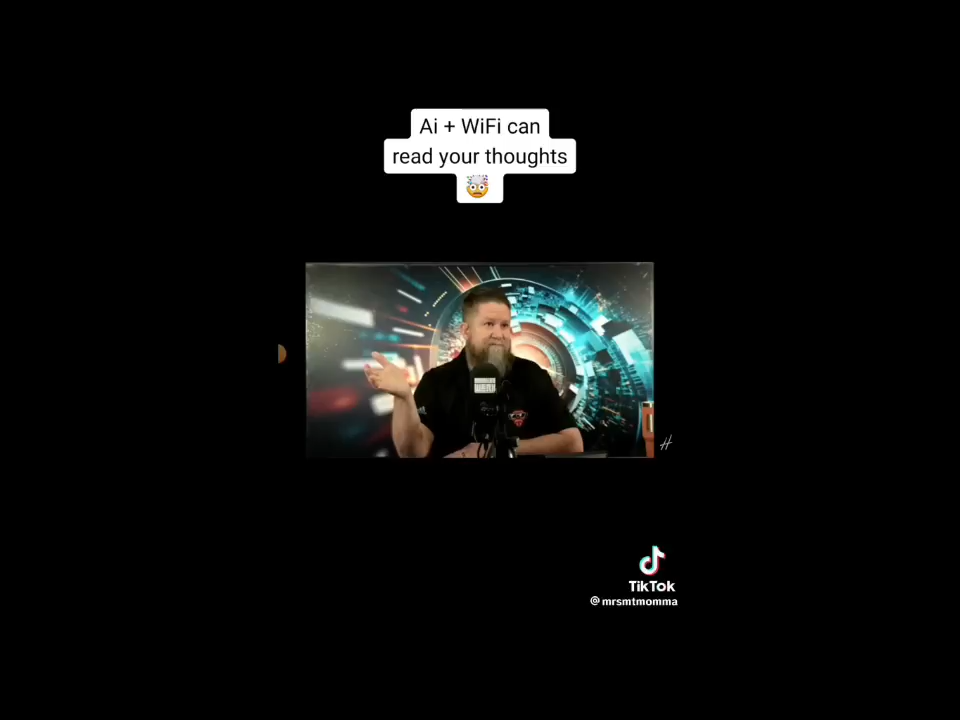 Ai + WiFi can
read your thoughts
🤯
H
TikTok
@mrsmtmomma